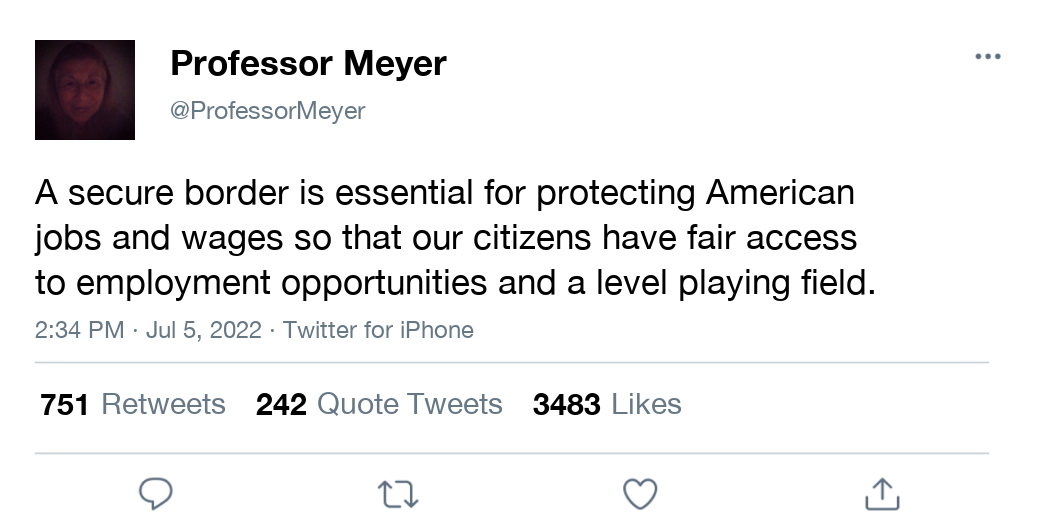 Professor Meyer
@ProfessorMeyer
A secure border is essential for protecting American
jobs and wages so that our citizens have fair access
to employment opportunities and a level playing field.
2:34 PM · Jul 5, 2022 · Twitter for iPhone
751 Retweets 242 Quote Tweets 3483 Likes